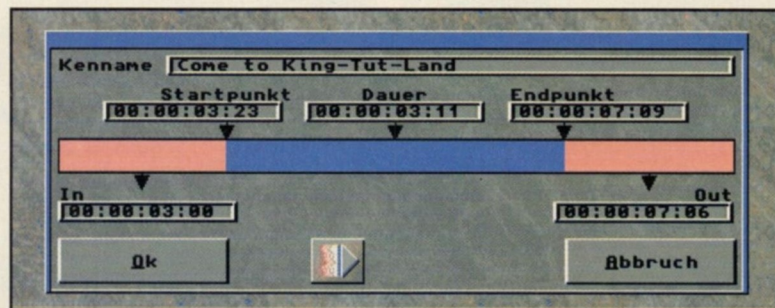 Kenname Come to King-Tut-Land
Startpunkt Dauer Endpunkt
00:00:03:23 00:00:03:11 00:00:07:09
In Out
00:00:03:00 00:00:07:06
Ok Abbruch